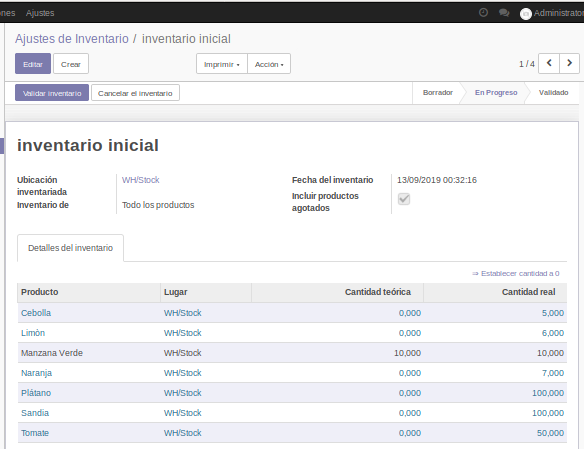 ones Ajustes Administrator
Ajustes de Inventario / inventario inicial
Editar Crear Imprimir Acción 1 / 4
Validar inventario Cancelar el inventario Borrador En Progreso Validado
inventario inicial
Ubicación inventariada WH/Stock Fecha del inventario 13/09/2019 00:32:16
Inventario de Todo los productos Incluir productos agotados
Detalles del inventario
⇒ Establecer cantidad a 0
Producto Lugar Cantidad teórica Cantidad real
Cebolla WH/Stock 0,000 5,000
Limón WH/Stock 0,000 6,000
Manzana Verde WH/Stock 10,000 10,000
Naranja WH/Stock 0,000 7,000
Plátano WH/Stock 0,000 100,000
Sandia WH/Stock 0,000 100,000
Tomate WH/Stock 0,000 50,000